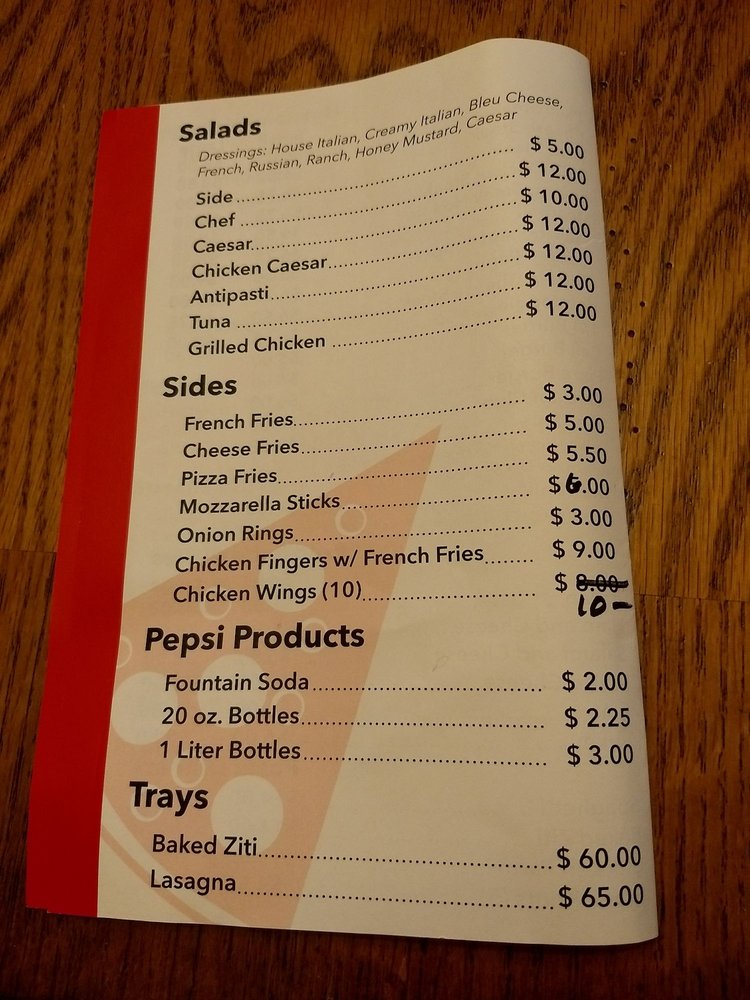 Salads
Dressings: House Italian, Creamy Italian, Bleu Cheese,
French, Russian, Ranch, Honey Mustard, Caesar
Side $ 5.00
Chef $ 12.00
Caesar $ 10.00
Chicken Caesar $ 12.00
Antipasti $ 12.00
Tuna $ 12.00
Grilled Chicken $ 12.00
Sides
French Fries $ 3.00
Cheese Fries $ 5.00
Pizza Fries $ 5.50
Mozzarella Sticks $ 6.00
Onion Rings $ 3.00
Chicken Fingers w/ French Fries $ 9.00
Chicken Wings (10) $ 8.00
10-
Pepsi Products
Fountain Soda $ 2.00
20 oz. Bottles $ 2.25
1 Liter Bottles $ 3.00
Trays
Baked Ziti $ 60.00
Lasagna $ 65.00